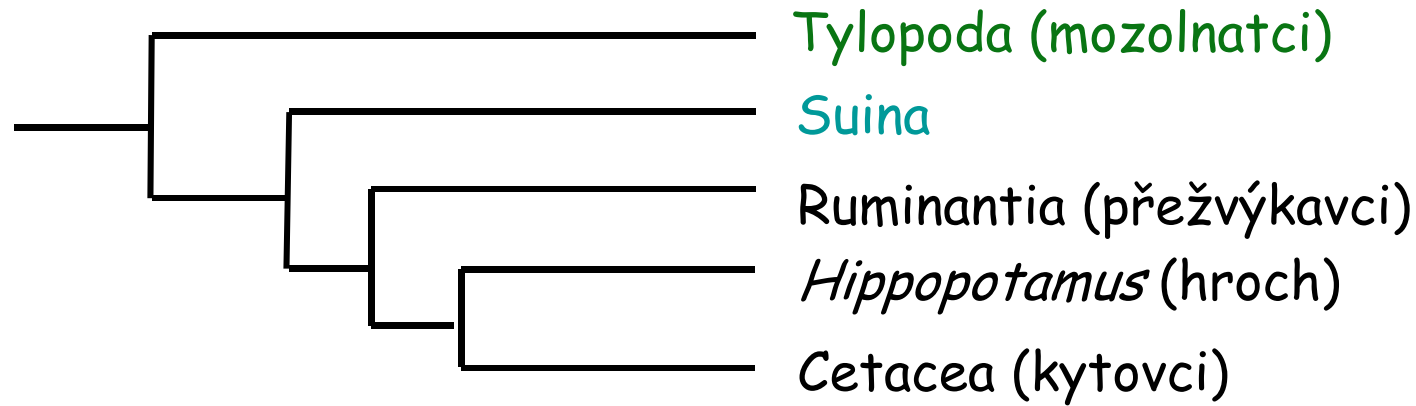 Tylopoda (mozolnatci)
Suina
Ruminantia (přežvýkavci)
Hippopotamus (hroch)
Cetacea (kytovci)